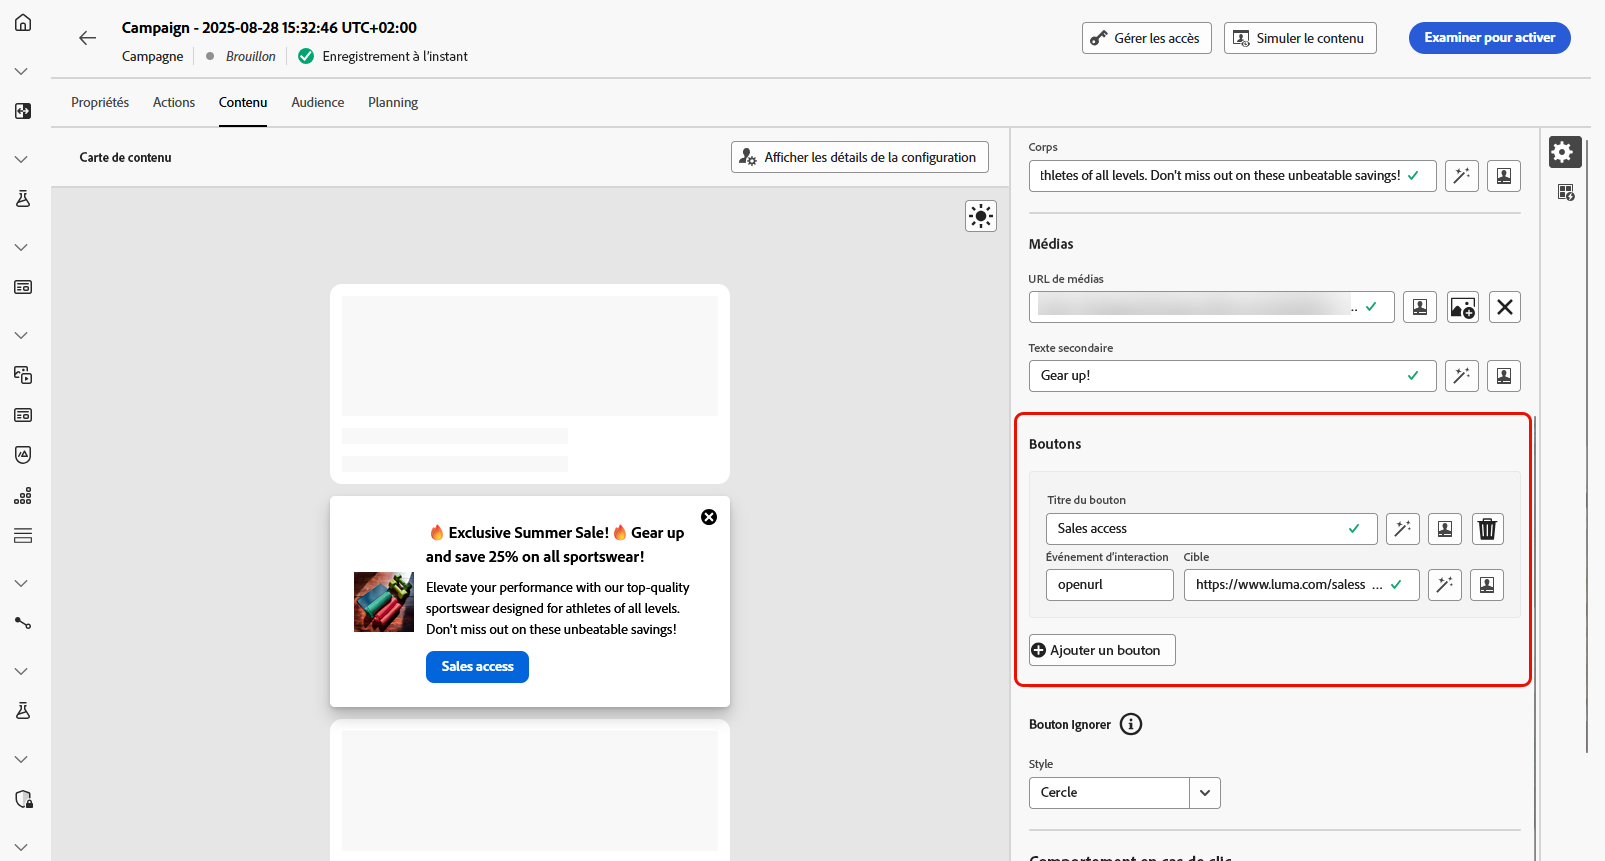 Campaign - 2025-08-28 15:32:46 UTC+02:00
Campagne
Brouillon
Enregistrement à l'instant
Gérer les accès
Simuler le contenu
Examiner pour activer
Propriétés
Actions
Contenu
Audience
Planning
Carte de contenu
Afficher les détails de la configuration
🔥 Exclusive Summer Sale! 🔥 Gear up
and save 25% on all sportswear!
Elevate your performance with our top-quality
sportswear designed for athletes of all levels.
Don't miss out on these unbeatable savings!
Sales access
Corps
thletes of all levels. Don't miss out on these unbeatable savings!
Médias
URL de médias
..
Texte secondaire
Gear up!
Boutons
Titre du bouton
Sales access
Événement d'interaction
Cible
openurl
https://www.luma.com/saless ...
Ajouter un bouton
Bouton Ignorer
Style
Cercle
Comportement en cas de clic